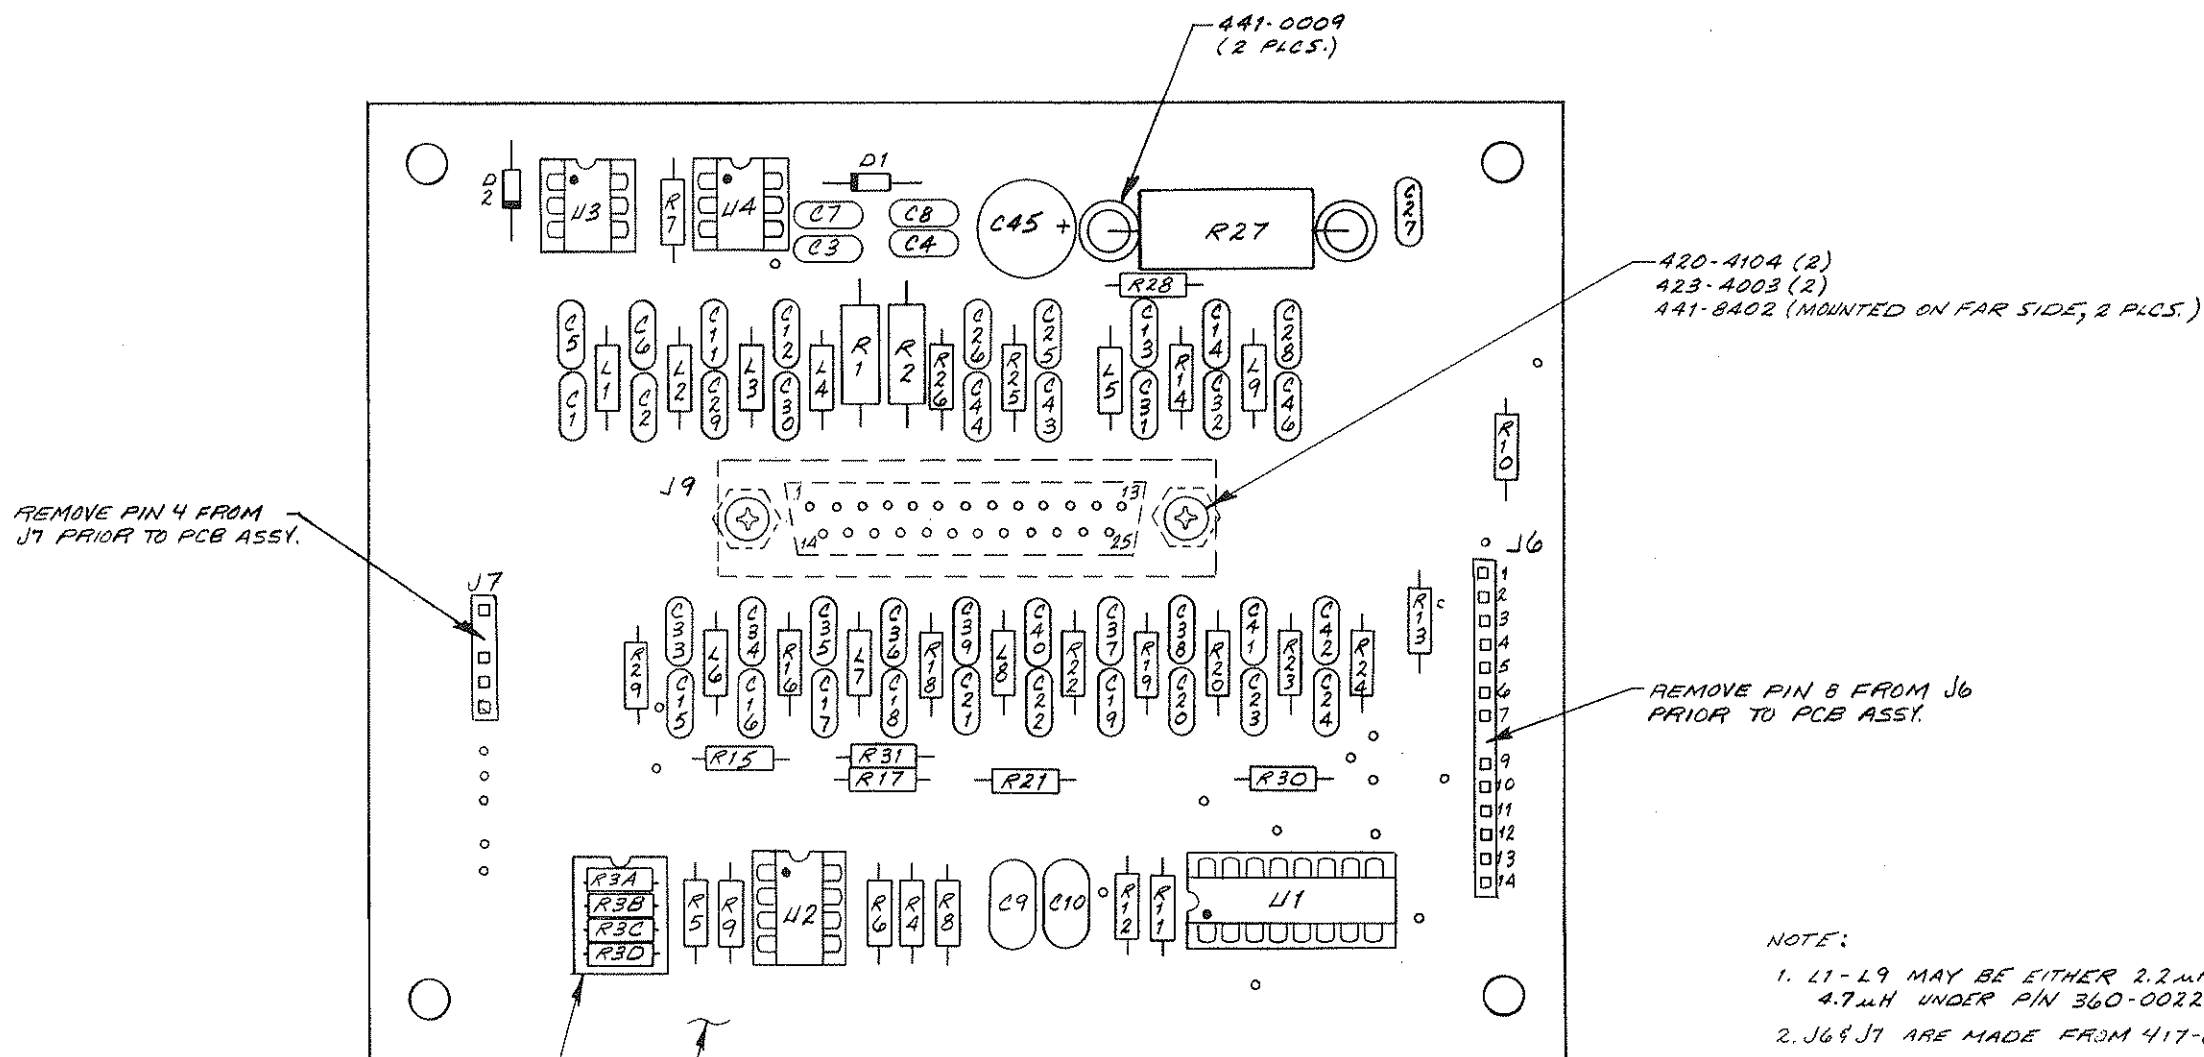 441-0009
(2 PLCS.)
D2
U3
R7
U4
D1
C7
C3
C8
C4
C45 +
R27
C27
R28
420-4104 (2)
423-4003 (2)
441-8402 (MOUNTED ON FAR SIDE, 2 PLCS.)
C5
C1
L1
C6
C2
L2
C11
C29
L3
C12
C30
L4
R1
R2
R26
C26
C44
R25
C25
C43
L5
C13
C31
R14
C14
C32
L9
C28
C46
R10
J9
1
13
14
25
REMOVE PIN 4 FROM
J7 PRIOR TO PCB ASSY.
J7
J6
1
2
3
4
5
6
7
9
10
11
12
13
14
R13
C
R29
C33
C15
L6
C34
C16
R16
C35
C17
L7
C36
C18
R18
C39
C21
L8
C40
C22
R22
C37
C19
R19
C38
C20
R20
C41
C23
R23
C42
C24
R24
REMOVE PIN 8 FROM J6
PRIOR TO PCB ASSY.
R15
R31
R17
R21
R30
R3A
R3B
R3C
R3D
R5
R9
U2
R6
R4
R8
C9
C10
R12
R11
U1
NOTE:
1. L1-L9 MAY BE EITHER 2.2
4.7µH UNDER P/N 360-0022
2. J6 & J7 ARE MADE FROM 417-